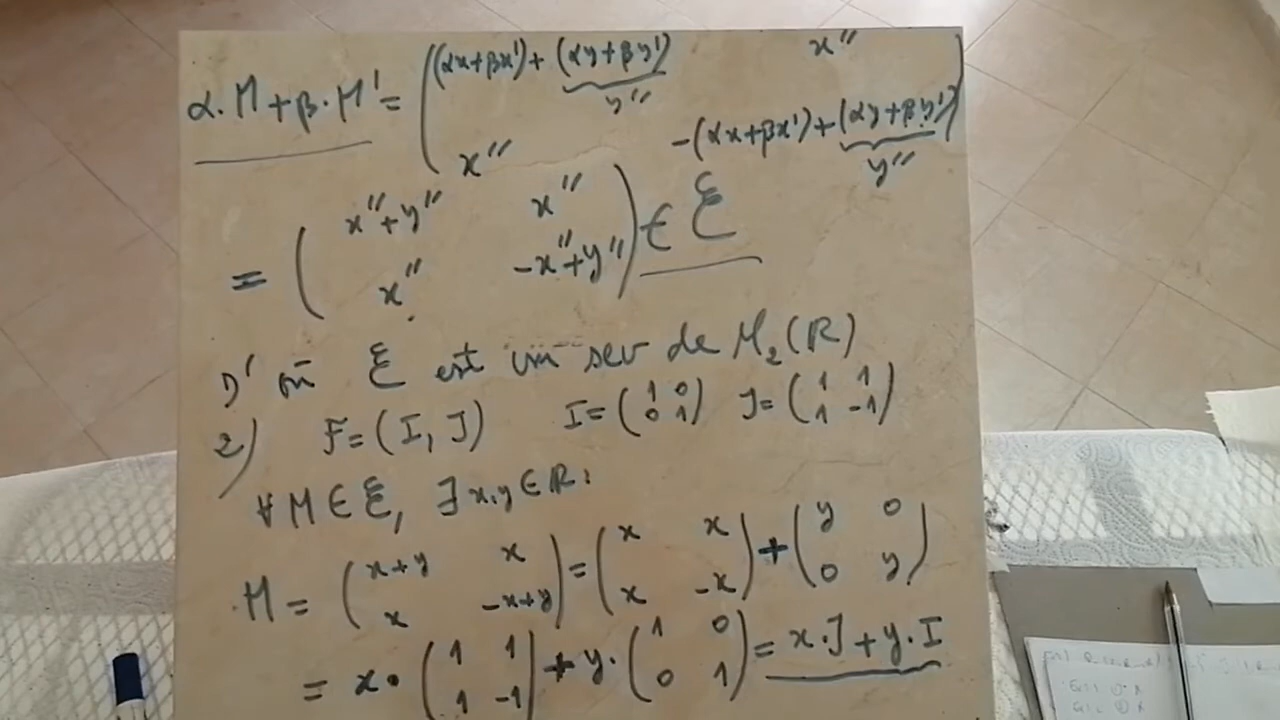 α.M+β.M' = ( (αx+βx')+(αy+βy') x''
y''
x'' -(αx+βx')+(αy+βy') )
y''
= ( x''+y'' x''
x'' -x''+y'' ) ∈ E
D'où E est un sev de M₂(R)
2) F=(I,J) I=( 1 0 0 1 ) J=( 1 1 1 -1 )
∀ M ∈ E, ∃ x,y ∈ R:
M = ( x+y x x -x+y ) = ( x x x -x ) + ( y 0 0 y )
= x. ( 1 1 1 -1 ) + y. ( 1 0 0 1 ) = x.J+y.I